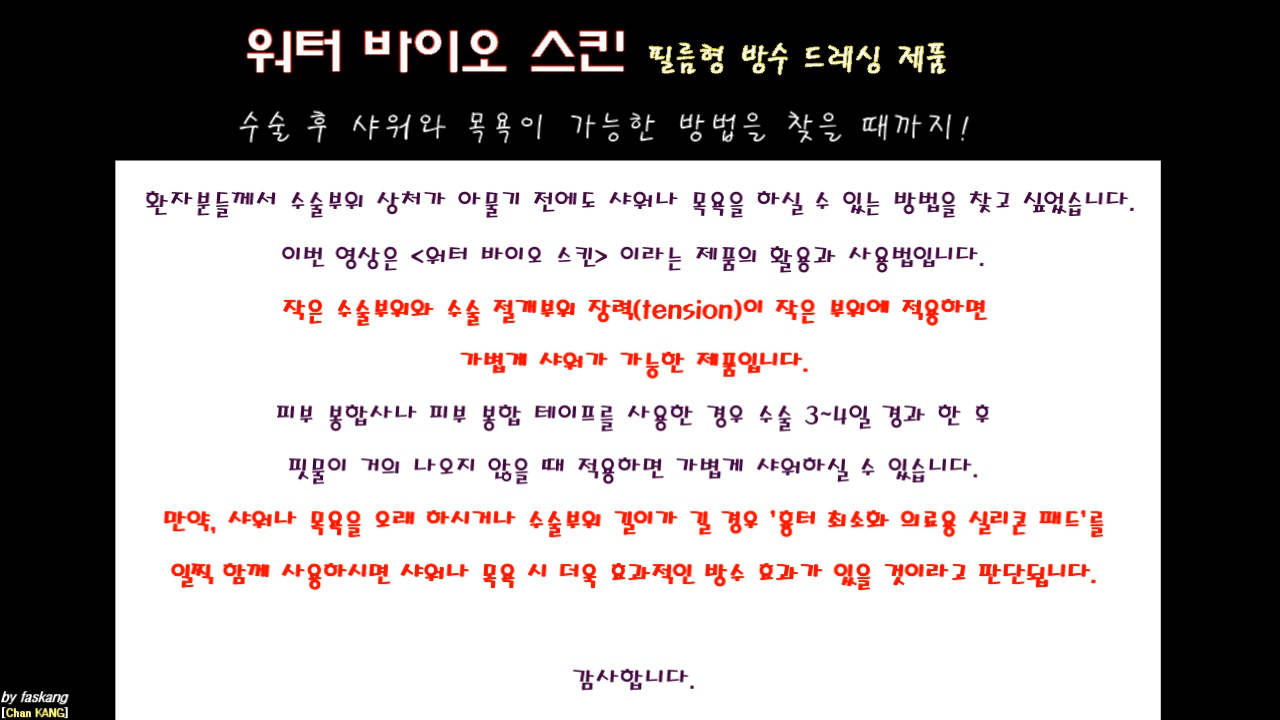 워터 바이오 스킨 필름형 방수 드레싱 제품
수술 후 샤워와 목욕이 가능한 방법을 찾을 때까지!
환자분들께서 수술부위 상처가 아물기 전에도 샤워나 목욕을 하실 수 있는 방법을 찾고 싶었습니다.
이번 영상은 <워터 바이오 스킨> 이라는 제품의 활용과 사용법입니다.
작은 수술부위와 수술 절개부위 장력(tension)이 작은 부위에 적용하면
가볍게 샤워가 가능한 제품입니다.
피부 봉합사나 피부 봉합 테이프를 사용한 경우 수술 3~4일 경과 한 후
핏물이 거의 나오지 않을 때 적용하면 가볍게 샤워하실 수 있습니다.
만약, 샤워나 목욕을 오래 하시거나 수술부위 길이가 길 경우 '흉터 최소화 의료용 실리콘 패드'를
일찍 함께 사용하시면 샤워나 목욕 시 더욱 효과적인 방수 효과가 있을 것이라고 판단됩니다.
감사합니다.
by faskang
[Chan KANG]